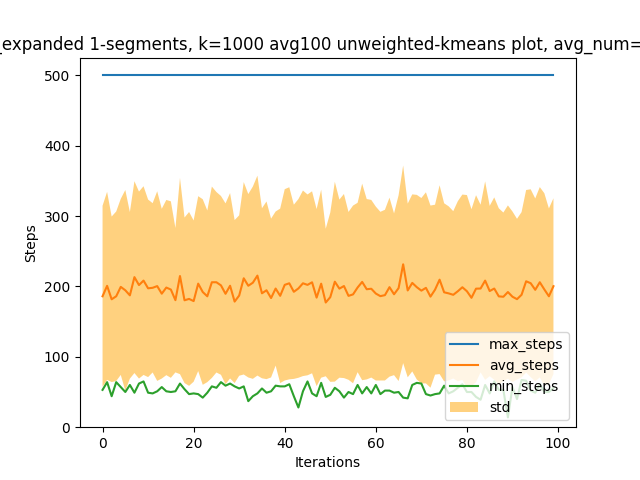 _expanded 1-segments, k=1000 avg100 unweighted-kmeans plot, avg_num=
500
400
300
200
100
0
Steps
0 20 40 60 80 100
Iterations
max_steps
avg_steps
min_steps
std